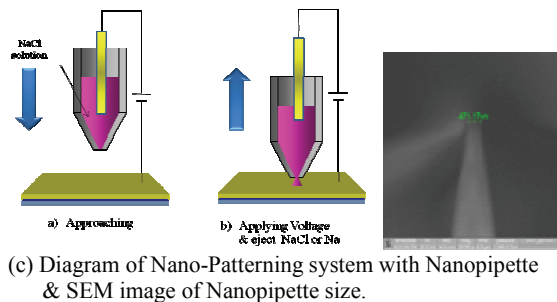 NaCl
solution
a) Approaching
b) Applying Voltage
& eject NaCl or Na
(c) Diagram of Nano-Patterning system with Nanopipette
& SEM image of Nanopipette size.